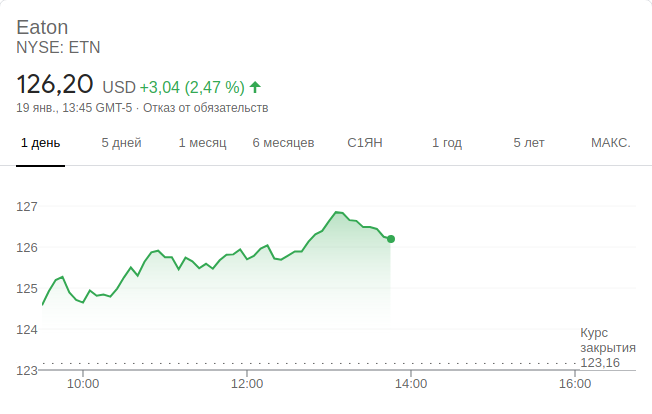 Eaton
NYSE: ETN
126,20 USD +3,04 (2,47 %)
19 янв., 13:45 GMT-5 · Отказ от обязательств
1 день 5 дней 1 месяц 6 месяцев С1ЯН 1 год 5 лет МАКС.
127
126
125
124
Курс
закрытия
123,16
123
10:00 12:00 14:00 16:00